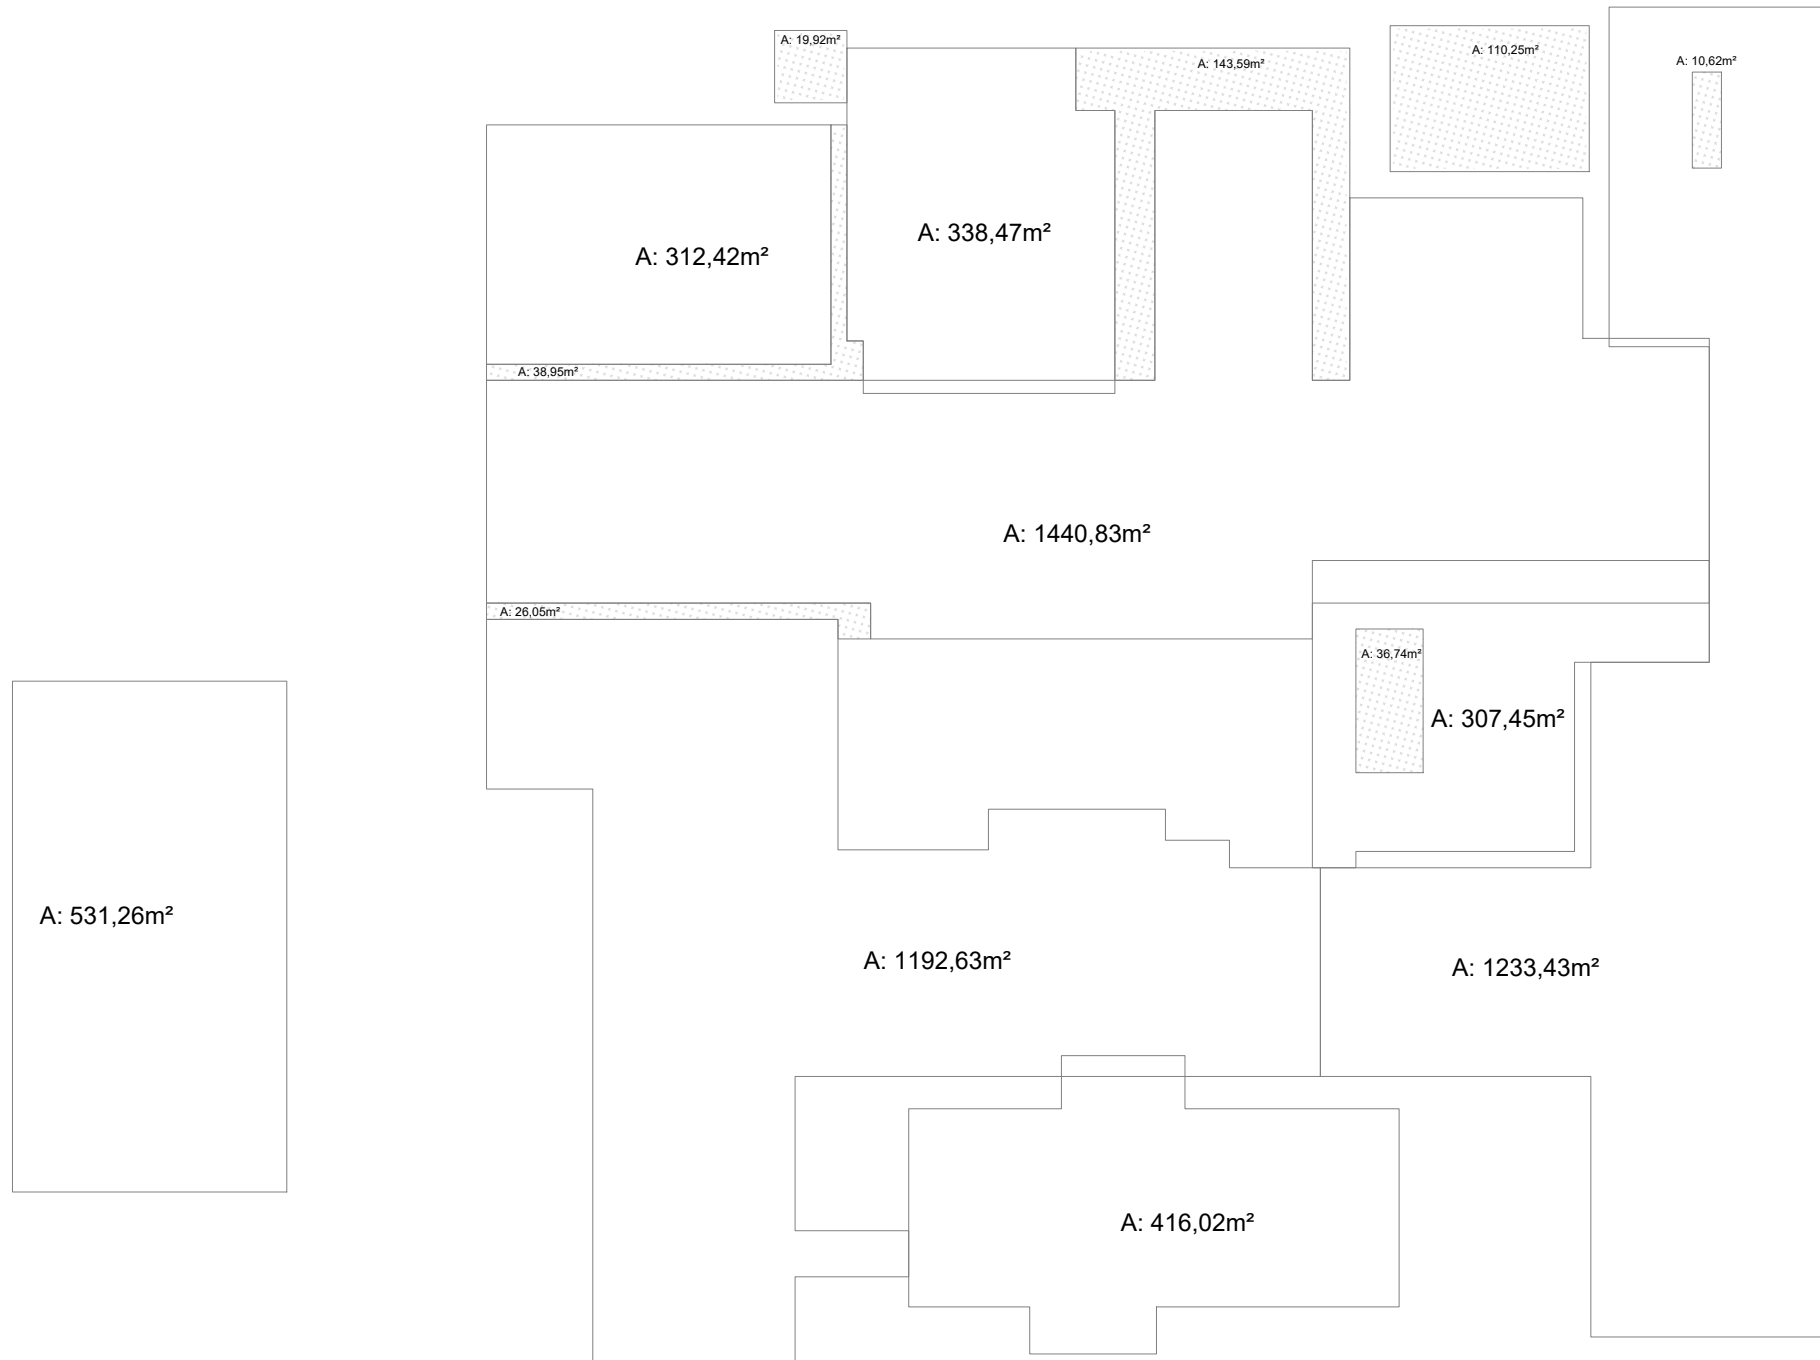 A: 19,92m²
A: 143,59m²
A: 110,25m²
A: 10,62m²
A: 338,47m²
A: 312,42m²
A: 38,95m²
A: 1440,83m²
A: 26,05m²
A: 36,74m²
A: 307,45m²
A: 531,26m²
A: 1192,63m²
A: 1233,43m²
A: 416,02m²